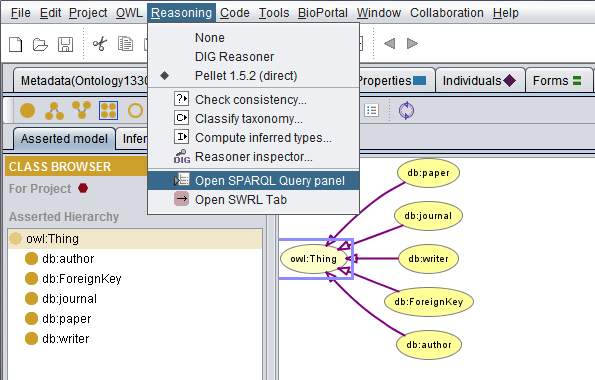 File Edit Project OWL Reasoning Code Tools BioPortal Window Collaboration Help
None
DIG Reasoner
Pellet 1.5.2 (direct)
Metadata(Ontology1330 Properties Individuals Forms
Check consistency...
Classify taxonomy...
Compute inferred types...
Asserted model Infer
DIG Reasoner inspector...
CLASS BROWSER
Open SPARQL Query panel
For Project
Open SWRL Tab
Asserted Hierarchy
owl:Thing
db:author
db:ForeignKey
db:journal
db:paper
db:writer
db:paper
db:journal
owl:Thing
db:writer
db:ForeignKey
db:author